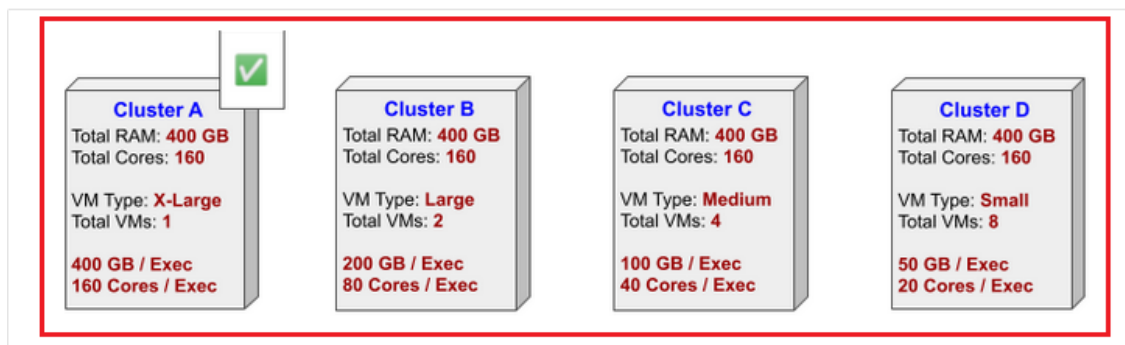 Cluster A
Total RAM: 400 GB
Total Cores: 160
VM Type: X-Large
Total VMs: 1
400 GB / Exec
160 Cores / Exec
Cluster B
Total RAM: 400 GB
Total Cores: 160
VM Type: Large
Total VMs: 2
200 GB / Exec
80 Cores / Exec
Cluster C
Total RAM: 400 GB
Total Cores: 160
VM Type: Medium
Total VMs: 4
100 GB / Exec
40 Cores / Exec
Cluster D
Total RAM: 400 GB
Total Cores: 160
VM Type: Small
Total VMs: 8
50 GB / Exec
20 Cores / Exec